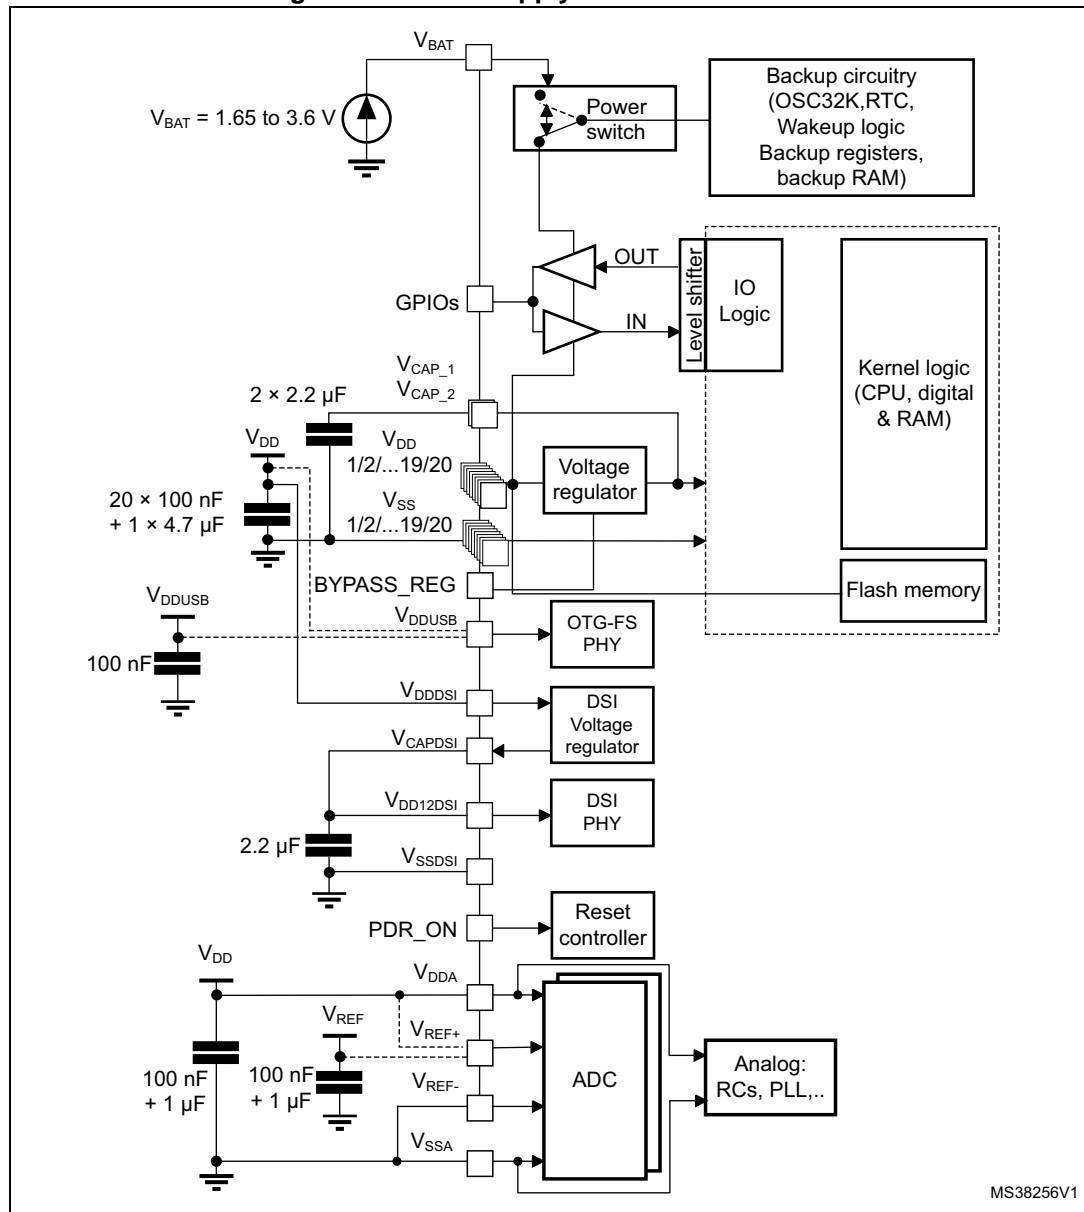 V_BAT
V_BAT = 1.65 to 3.6 V
Power
switch
Backup circuitry
(OSC32K,RTC,
Wakeup logic
Backup registers,
backup RAM)
OUT
IN
GPIOs
Level shifter
IO
Logic
Kernel logic
(CPU, digital
& RAM)
V_CAP_1
V_CAP_2
2 × 2.2 µF
V_DD
V_DD
1/2/...19/20
Voltage
regulator
20 × 100 nF
+ 1 × 4.7 µF
V_SS
1/2/...19/20
BYPASS_REG
Flash memory
V_DDUSB
V_DDUSB
100 nF
OTG-FS
PHY
V_DDDSI
DSI
Voltage
regulator
V_CAPDSI
V_DD12DSI
DSI
PHY
2.2 µF
V_SSDSI
PDR_ON
Reset
controller
V_DD
V_DDA
V_REF
V_REF+
100 nF
+ 1 µF
100 nF
+ 1 µF
V_REF-
ADC
Analog:
RCs, PLL,..
V_SSA
MS38256V1